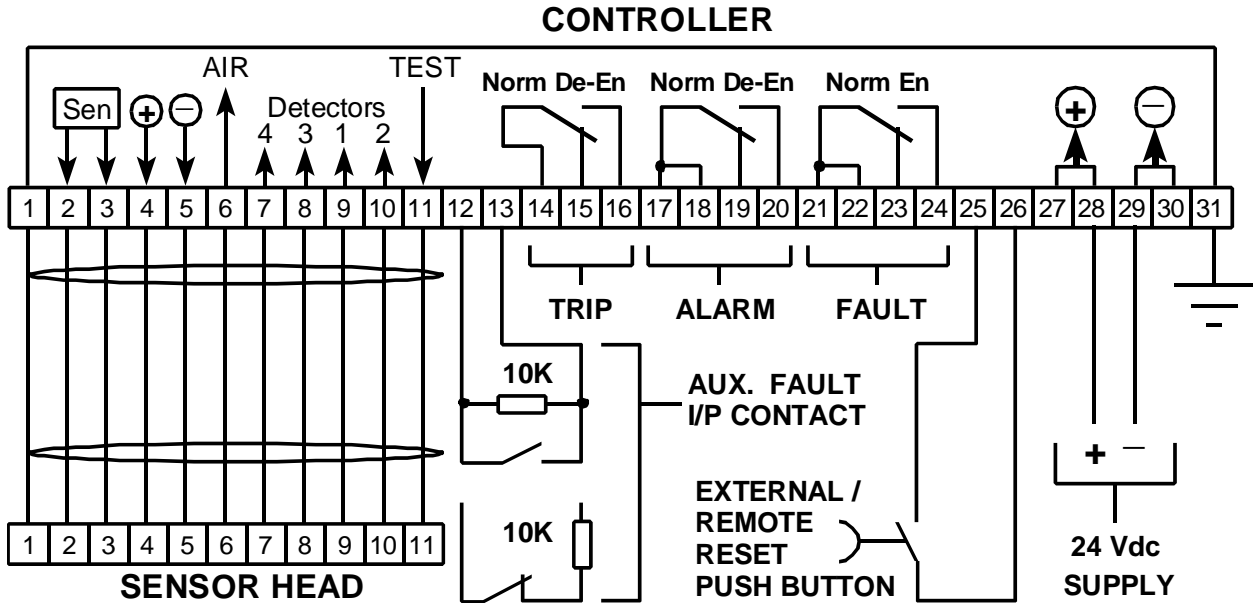 CONTROLLER
AIR
TEST
Norm De-En
Norm De-En
Norm En
Sen
+
−
Detectors
4 3 1 2
+
−
1 2 3 4 5 6 7 8 9 10 11 12 13 14 15 16 17 18 19 20 21 22 23 24 25 26 27 28 29 30 31
TRIP
ALARM
FAULT
10K
AUX. FAULT
I/P CONTACT
+ −
EXTERNAL /
REMOTE
RESET
PUSH BUTTON
10K
24 Vdc
SUPPLY
1 2 3 4 5 6 7 8 9 10 11
SENSOR HEAD